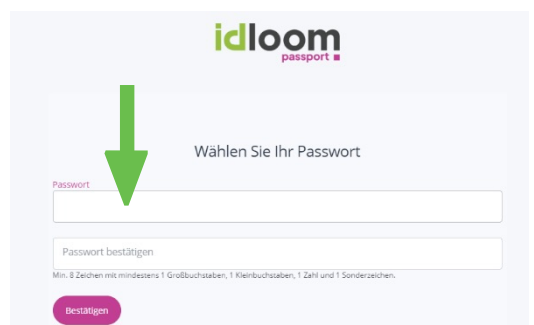 idloom
passport
Wählen Sie Ihr Passwort
Passwort
Passwort bestätigen
Min. 8 Zeichen mit mindestens 1 Großbuchstaben, 1 Kleinbuchstaben, 1 Zahl und 1 Sonderzeichen.
Bestätigen